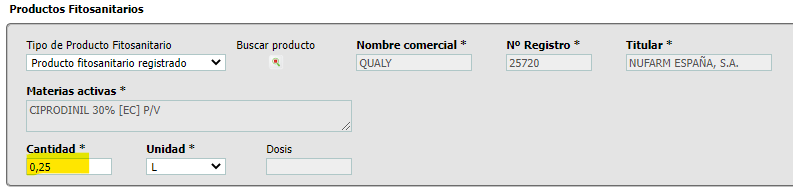 Productos Fitosanitarios
Tipo de Producto Fitosanitario Buscar producto Nombre comercial * Nº Registro * Titular *
Producto fitosanitario registrado QUALY 25720 NUFARM ESPAÑA, S.A.
Materias activas *
CIPRODINIL 30% [EC] P/V
Cantidad * Unidad * Dosis
0,25 L